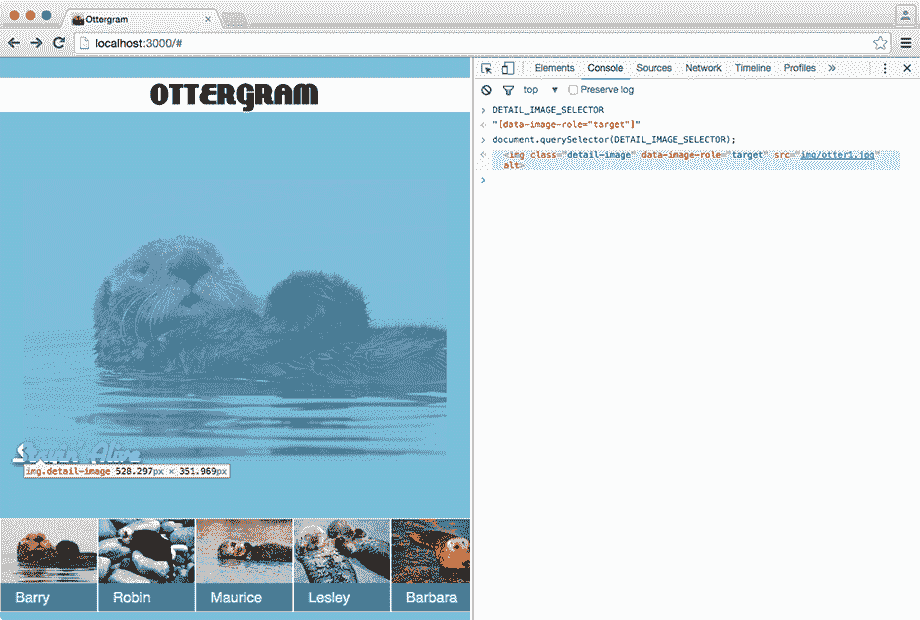 Ottergram
localhost:3000/#
OTTERGRAM
Stayin' Alive
img.detail-image 528.297px × 351.969px
Barry
Robin
Maurice
Lesley
Barbara
Elements Console Sources Network Timeline Profiles »
top ▼ Preserve log
> DETAIL_IMAGE_SELECTOR
"[data-image-role="target"]"
> document.querySelector(DETAIL_IMAGE_SELECTOR);
<img class="detail-image" data-image-role="target" src="img/otter1.jpg"
alt>
>